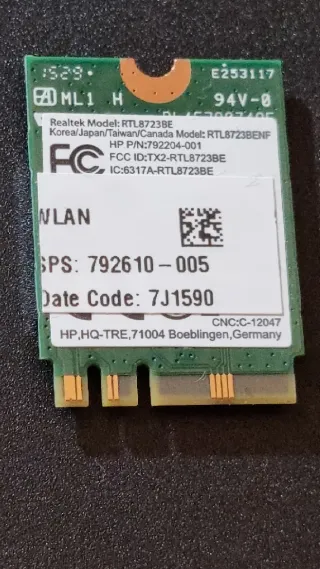 1529
E253117
ML1 H 94V-0
Realtek Model: RTL8723BE
Korea/Japan/Taiwan/Canada Model: RTL8723BENF
HP P/N:792204-001
FCC ID:TX2-RTL8723BE
IC:6317A-RTL8723BE
FC
WLAN
SPS: 792610-005
Date Code: 7J1590
CNC:C-12047
HP,HQ-TRE,71004 Boeblingen,Germany